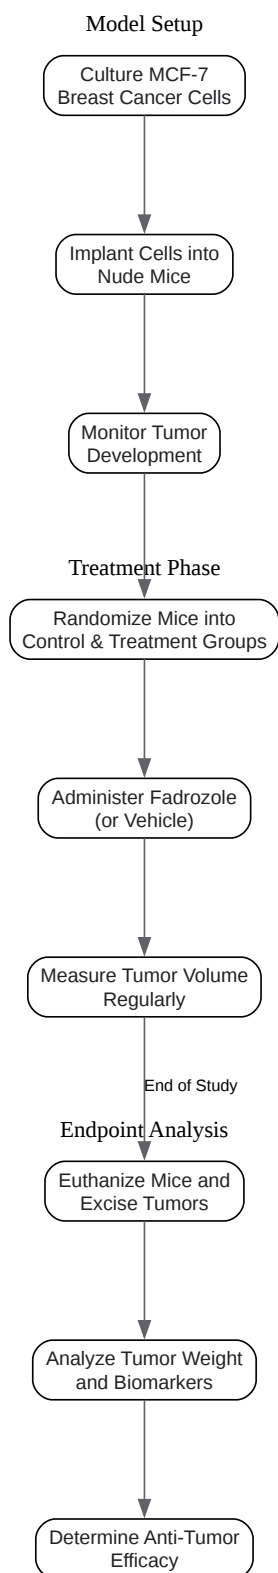 Model Setup
Culture MCF-7
Breast Cancer Cells
Implant Cells into
Nude Mice
Monitor Tumor
Development
Treatment Phase
Randomize Mice into
Control & Treatment Groups
Administer Fadrozole
(or Vehicle)
Measure Tumor Volume
Regularly
End of Study
Endpoint Analysis
Euthanize Mice and
Excise Tumors
Analyze Tumor Weight
and Biomarkers
Determine Anti-Tumor
Efficacy